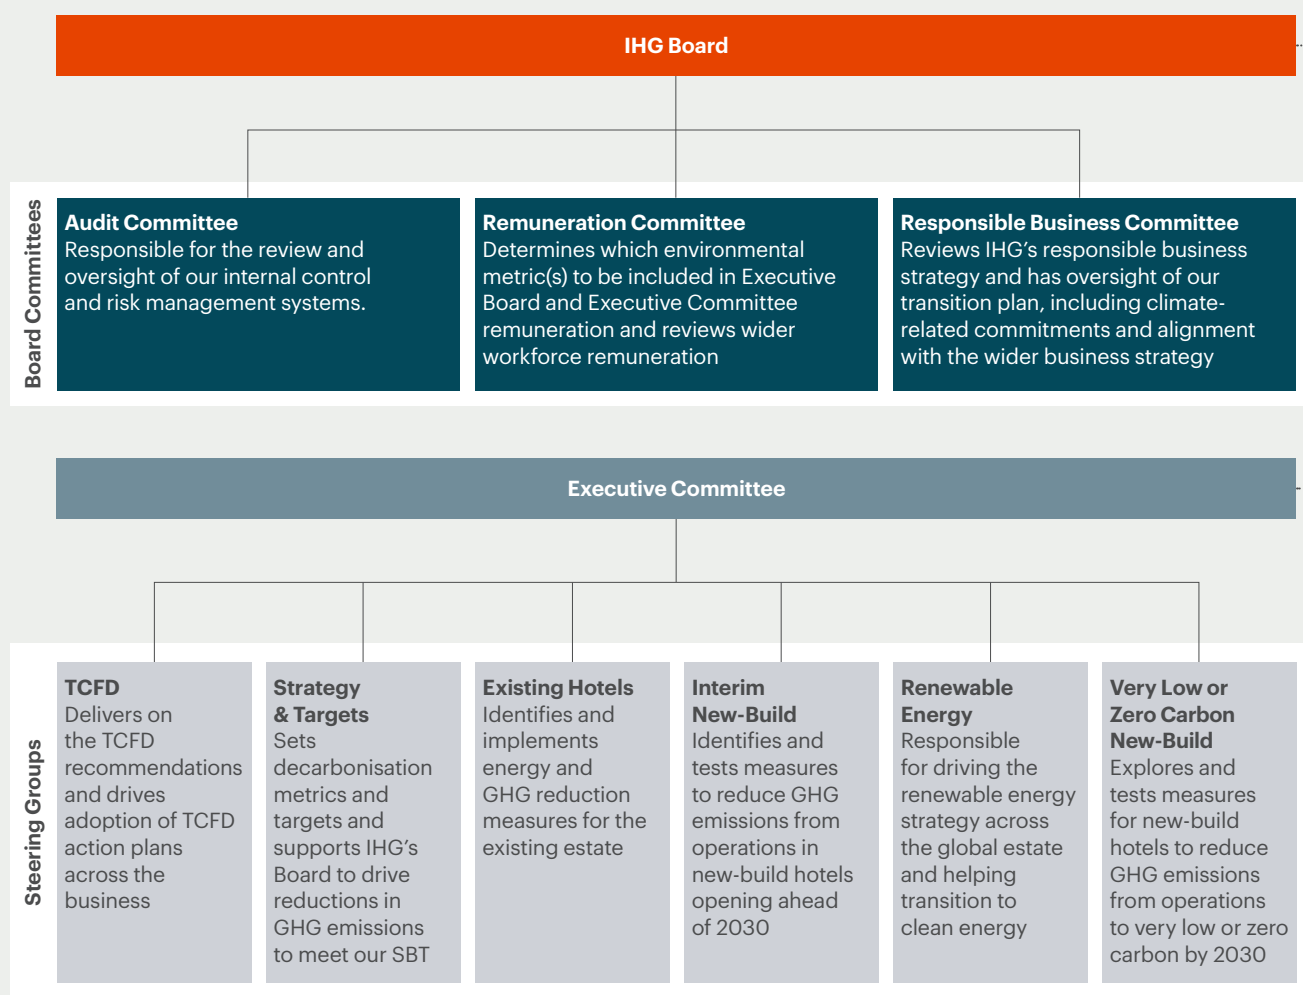 IHG Board
Board Committees
Audit Committee
Responsible for the review and
oversight of our internal control
and risk management systems.
Remuneration Committee
Determines which environmental
metric(s) to be included in Executive
Board and Executive Committee
remuneration and reviews wider
workforce remuneration
Responsible Business Committee
Reviews IHG’s responsible business
strategy and has oversight of our
transition plan, including climate-
related commitments and alignment
with the wider business strategy
Executive Committee
Steering Groups
TCFD
Delivers on
the TCFD
recommendations
and drives
adoption of TCFD
action plans
across the
business
Strategy
& Targets
Sets
decarbonisation
metrics and
targets and
supports IHG’s
Board to drive
reductions in
GHG emissions
to meet our SBT
Existing Hotels
Identifies and
implements
energy and
GHG reduction
measures for the
existing estate
Interim
New-Build
Identifies and
tests measures
to reduce GHG
emissions from
operations in
new-build hotels
opening ahead
of 2030
Renewable
Energy
Responsible
for driving the
renewable energy
strategy across
the global estate
and helping
transition to
clean energy
Very Low or
Zero Carbon
New-Build
Explores and
tests measures
for new-build
hotels to reduce
GHG emissions
from operations
to very low or zero
carbon by 2030